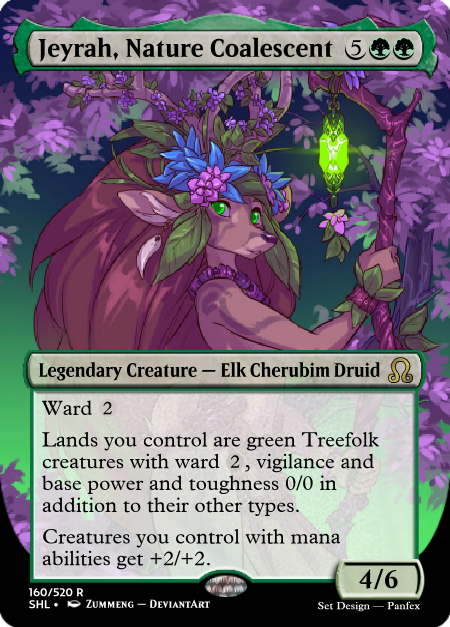 Jeyrah, Nature Coalescent 5
Legendary Creature — Elk Cherubim Druid
Ward 2
Lands you control are green Treefolk
creatures with ward 2, vigilance and
base power and toughness 0/0 in
addition to their other types.
Creatures you control with mana
abilities get +2/+2.
4/6
160/520 R
SHL • Zummeng — DeviantArt
Set Design — Panfex